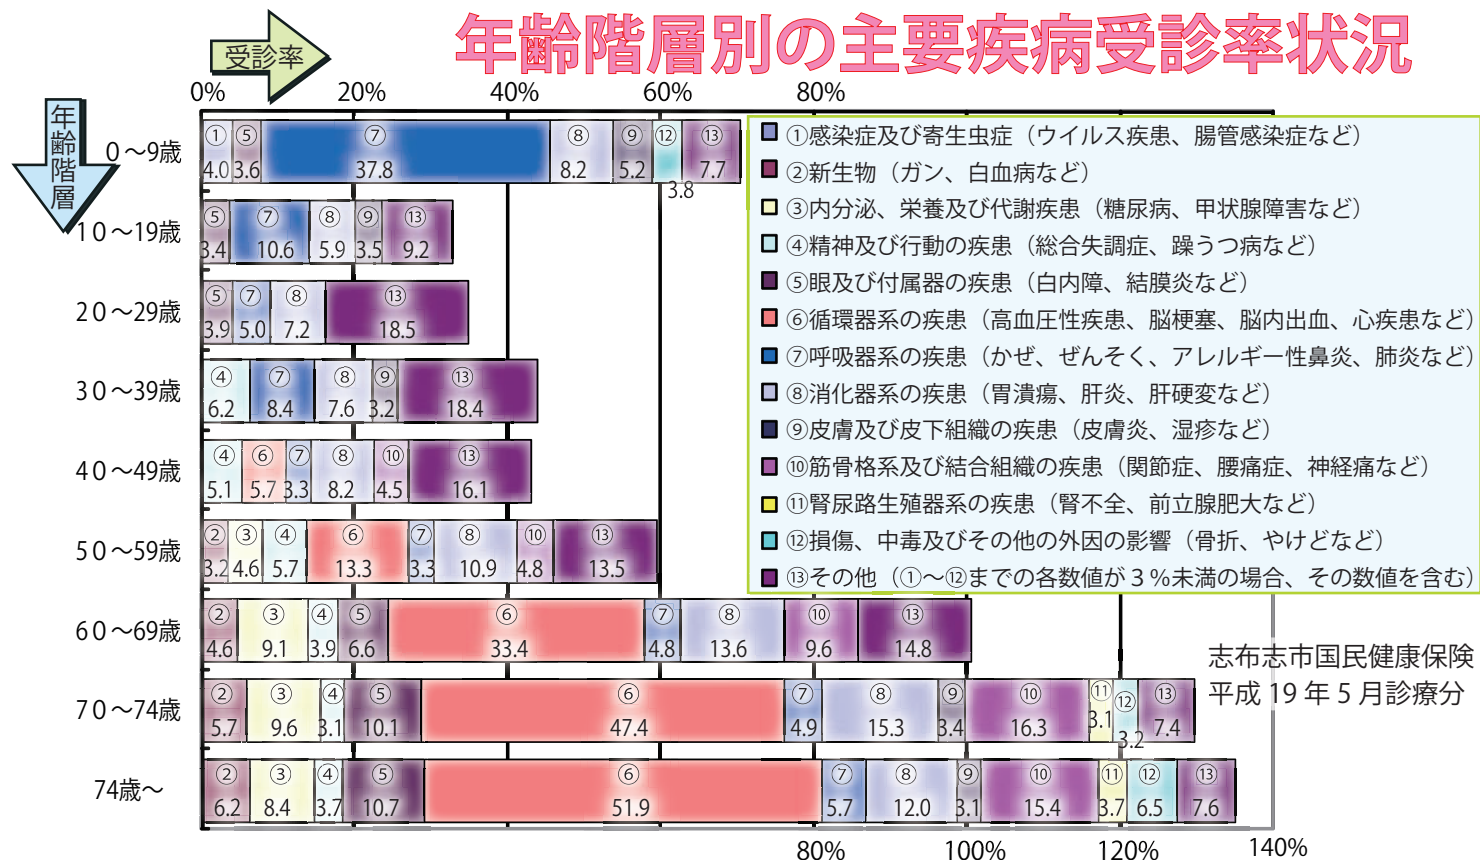 年齢階層別の主要疾病受診率状況
受診率
年齢階層
0% 20% 40% 60% 80%
0～9歳
① ⑤ ⑦ ⑧ ⑨ ⑫ ⑬
4.0 3.6 37.8 8.2 5.2 3.8 7.7
10～19歳
⑤ ⑦ ⑧ ⑨ ⑬
3.4 10.6 5.9 3.5 9.2
20～29歳
⑤ ⑦ ⑧ ⑬
3.9 5.0 7.2 18.5
30～39歳
④ ⑦ ⑧ ⑨ ⑬
6.2 8.4 7.6 3.2 18.4
40～49歳
④ ⑥ ⑦ ⑧ ⑩ ⑬
5.1 5.7 3.3 8.2 4.5 16.1
50～59歳
② ③ ④ ⑥ ⑦ ⑧ ⑩ ⑬
3.2 4.6 5.7 13.3 3.3 10.9 4.8 13.5
60～69歳
② ③ ④ ⑤ ⑥ ⑦ ⑧ ⑩ ⑬
4.6 9.1 3.9 6.6 33.4 4.8 13.6 9.6 14.8
70～74歳
② ③ ④ ⑤ ⑥ ⑦ ⑧ ⑨ ⑩ ⑪ ⑫ ⑬
5.7 9.6 3.1 10.1 47.4 4.9 15.3 3.4 16.3 3.1 3.2 7.4
74歳～
② ③ ④ ⑤ ⑥ ⑦ ⑧ ⑨ ⑩ ⑪ ⑫ ⑬
6.2 8.4 3.7 10.7 51.9 5.7 12.0 3.1 15.4 3.7 6.5 7.6
80% 100% 120% 140%
①感染症及び寄生虫症（ウイルス疾患、腸管感染症など）
②新生物（ガン、白血病など）
③内分泌、栄養及び代謝疾患（糖尿病、甲状腺障害など）
④精神及び行動の疾患（総合失調症、躁うつ病など）
⑤眼及び付属器の疾患（白内障、結膜炎など）
⑥循環器系の疾患（高血圧性疾患、脳梗塞、脳内出血、心疾患など）
⑦呼吸器系の疾患（かぜ、ぜんそく、アレルギー性鼻炎、肺炎など）
⑧消化器系の疾患（胃潰瘍、肝炎、肝硬変など）
⑨皮膚及び皮下組織の疾患（皮膚炎、湿疹など）
⑩筋骨格系及び結合組織の疾患（関節症、腰痛症、神経痛など）
⑪腎尿路生殖器系の疾患（腎不全、前立腺肥大など）
⑫損傷、中毒及びその他の外因の影響（骨折、やけどなど）
⑬その他（①～⑫までの各数値が３％未満の場合、その数値を含む）
志布志市国民健康保険
平成 19 年 5 月診療分